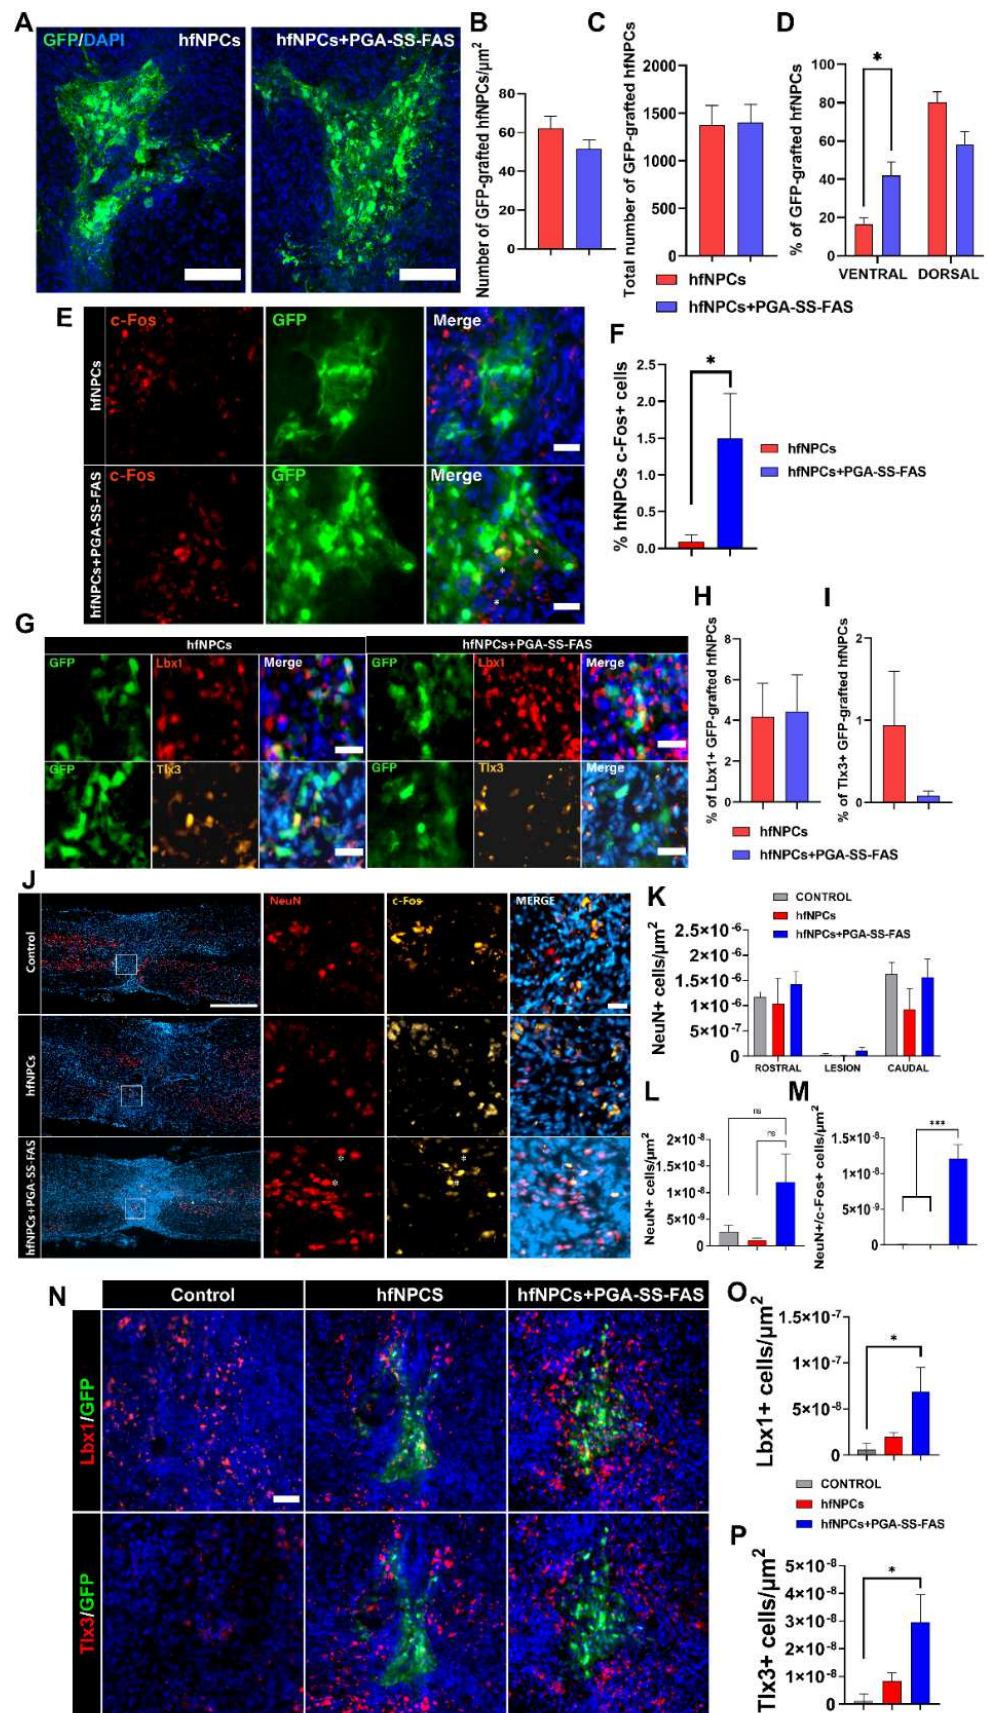 A
GFP/DAPI hfNPCs
hfNPCs+PGA-SS-FAS
B
Number of GFP-grafted hfNPCs/μm²
80
60
40
20
0
C
Total number of GFP-grafted hfNPCs
2000
1500
1000
500
0
D
% of GFP-grafted hfNPCs
100
80
60
40
20
0
*
VENTRAL DORSAL
hfNPCs
hfNPCs+PGA-SS-FAS
E
hfNPCs
c-Fos GFP Merge
hfNPCs+PGA-SS-FAS
c-Fos GFP Merge
* * *
F
% hfNPCs c-Fos+ cells
2.5
2.0
1.5
1.0
0.5
0.0
*
hfNPCs
hfNPCs+PGA-SS-FAS
G
hfNPCs hfNPCs+PGA-SS-FAS
GFP Lbx1 Merge GFP Lbx1 Merge
GFP Tlx3 Merge GFP Tlx3 Merge
H
% of Lbx1+ GFP-grafted hfNPCs
8
6
4
2
0
I
% of Tlx3+ GFP-grafted hfNPCs
2
1
0
hfNPCs
hfNPCs+PGA-SS-FAS
J
NeuN c-Fos MERGE
Control
hfNPCs
hfNPCs+PGA-SS-FAS
* * * *
K
CONTROL
hfNPCs
hfNPCs+PGA-SS-FAS
NeuN+ cells/μm²
2.5×10⁻⁶
2×10⁻⁶
1.5×10⁻⁶
1×10⁻⁶
5×10⁻⁷
0
ROSTRAL LESION CAUDAL
L
NeuN+ cells/μm²
2×10⁻⁸
1.5×10⁻⁸
1×10⁻⁸
5×10⁻⁹
0
ns
ns
M
NeuN+/c-Fos+ cells/μm²
1.5×10⁻⁸
1×10⁻⁸
5×10⁻⁹
0
***
N
Control hfNPCS hfNPCs+PGA-SS-FAS
Lbx1/GFP
Tlx3/GFP
O
Lbx1+ cells/μm²
1.5×10⁻⁷
1×10⁻⁷
5×10⁻⁸
0
*
CONTROL
hfNPCs
hfNPCs+PGA-SS-FAS
P
Tlx3+ cells/μm²
5×10⁻⁸
4×10⁻⁸
3×10⁻⁸
2×10⁻⁸
1×10⁻⁸
0
*